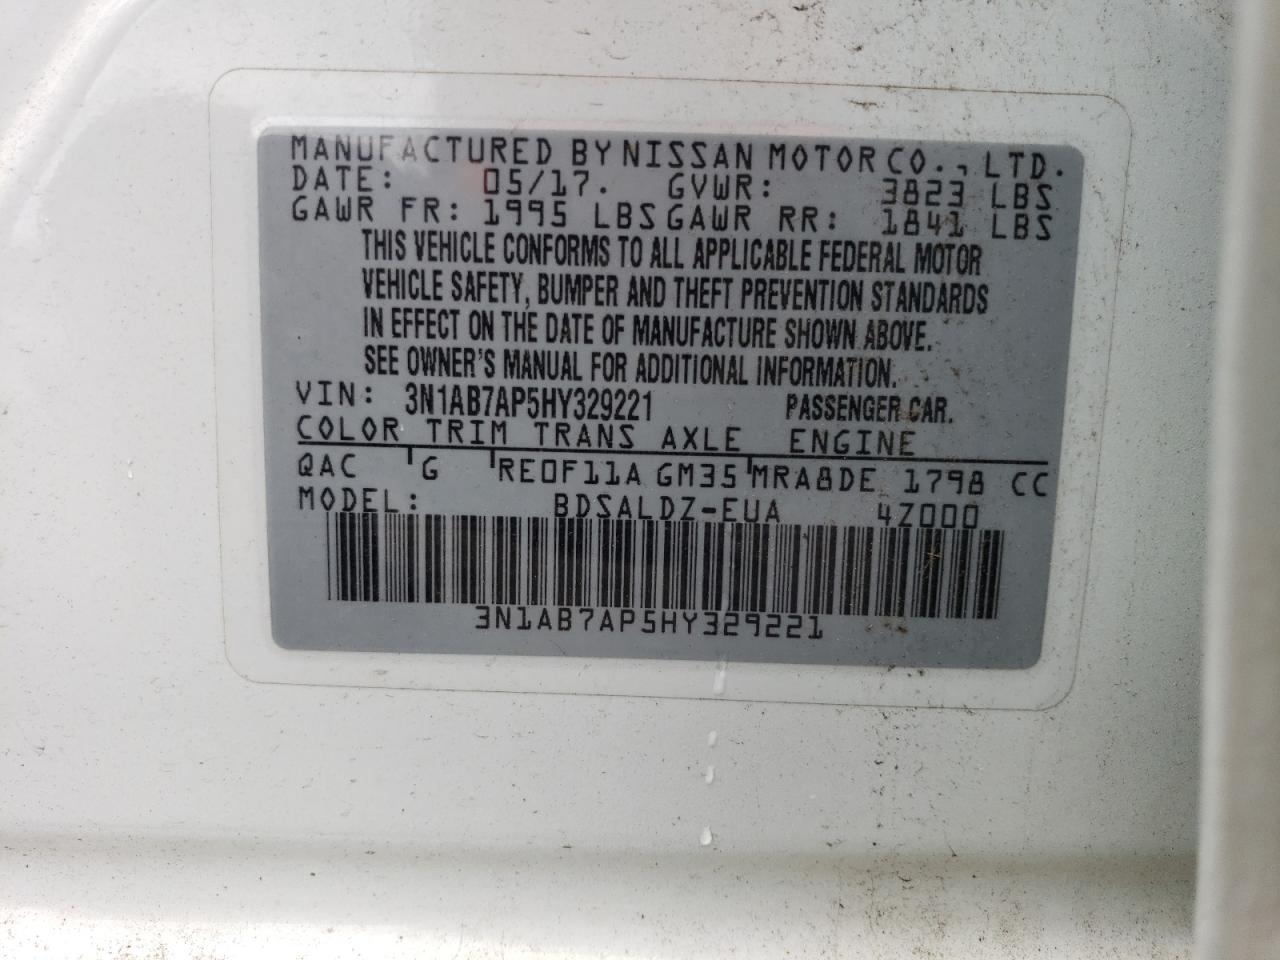 MANUFACTURED BY NISSAN MOTOR CO., LTD.
DATE: 05/17. GVWR: 3823 LBS
GAWR FR: 1995 LBS GAWR RR: 1841 LBS
THIS VEHICLE CONFORMS TO ALL APPLICABLE FEDERAL MOTOR
VEHICLE SAFETY, BUMPER AND THEFT PREVENTION STANDARDS
IN EFFECT ON THE DATE OF MANUFACTURE SHOWN ABOVE.
SEE OWNER'S MANUAL FOR ADDITIONAL INFORMATION.
VIN: 3N1AB7AP5HY329221 PASSENGER CAR.
COLOR TRIM TRANS AXLE ENGINE
QAC G RE0F11A GM35 MRA8DE 1798 CC
MODEL: BDSALDZ-EUA 4Z000
3N1AB7AP5HY329221